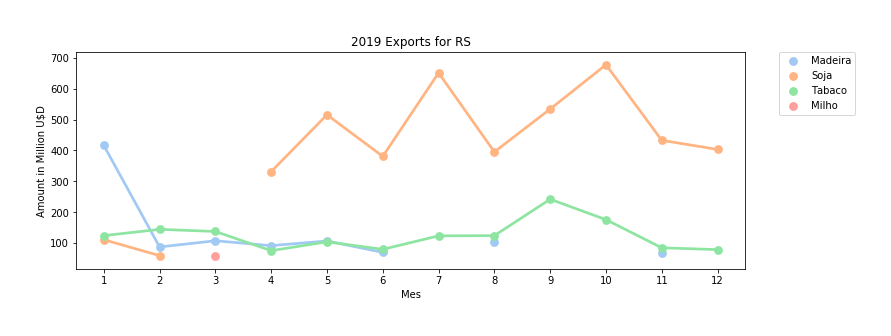 2019 Exports for RS
Amount in Million U$D
700
600
500
400
300
200
100
1 2 3 4 5 6 7 8 9 10 11 12
Mes
Madeira
Soja
Tabaco
Milho